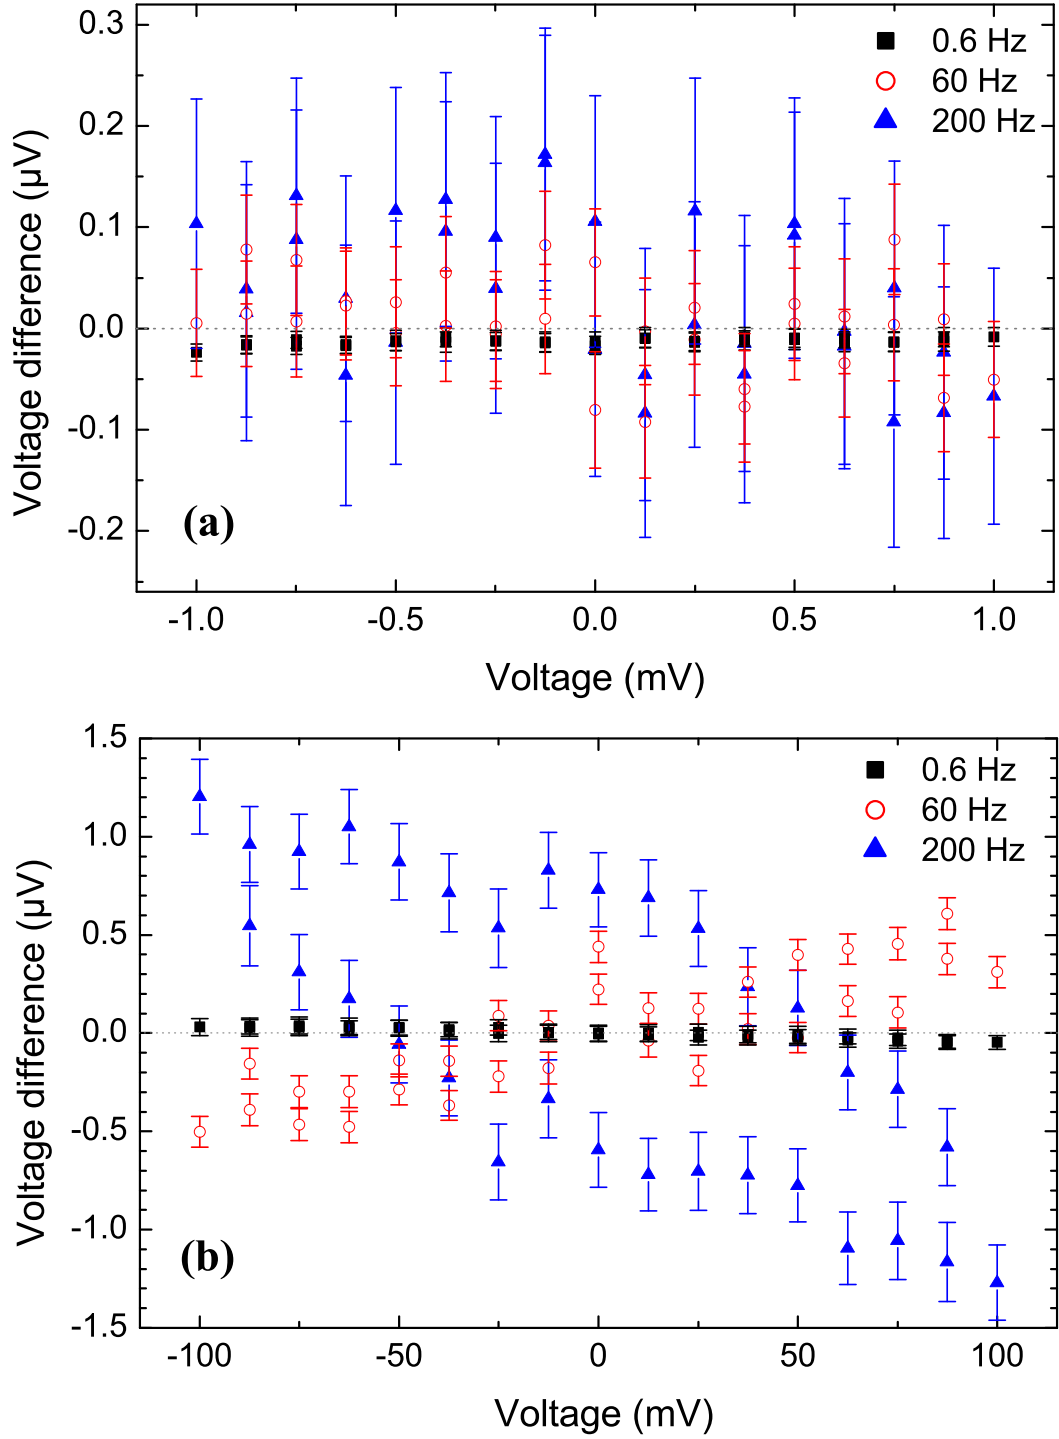 0.3
0.2
0.1
0.0
-0.1
-0.2
Voltage difference (µV)
0.6 Hz
60 Hz
200 Hz
(a)
-1.0 -0.5 0.0 0.5 1.0
Voltage (mV)
1.5
1.0
0.5
0.0
-0.5
-1.0
-1.5
Voltage difference (µV)
0.6 Hz
60 Hz
200 Hz
(b)
-100 -50 0 50 100
Voltage (mV)